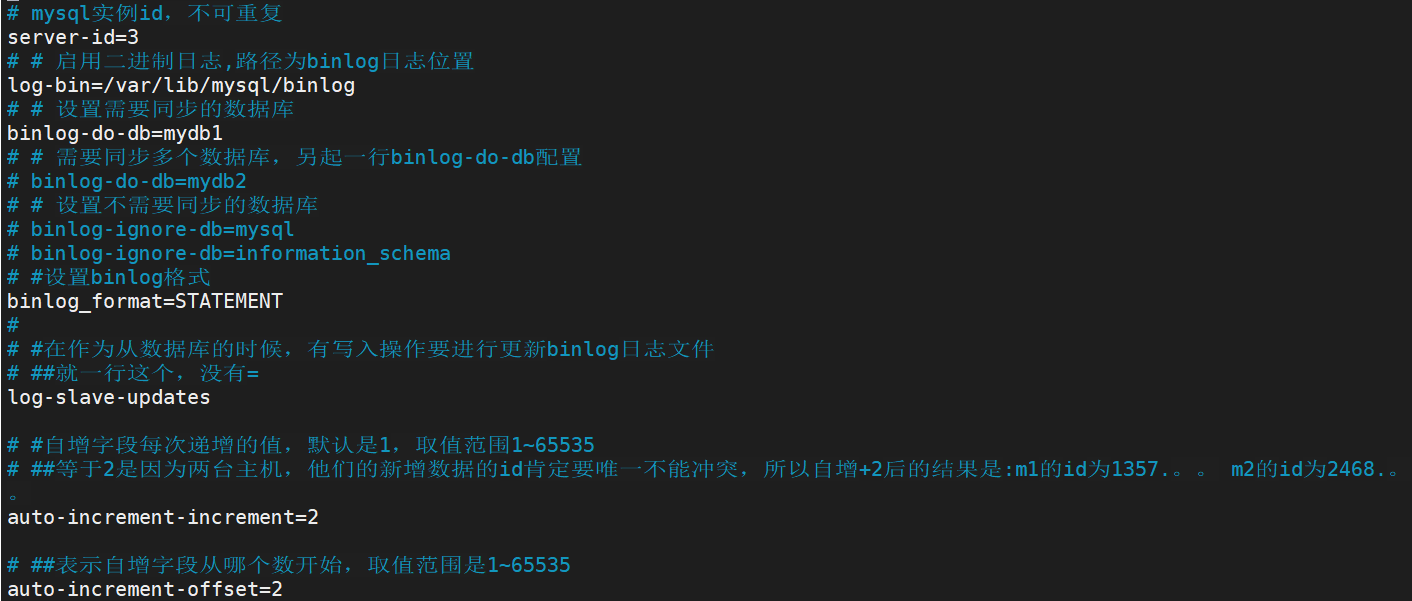 # mysql实例id，不可重复
server-id=3
# # 启用二进制日志,路径为binlog日志位置
log-bin=/var/lib/mysql/binlog
# # 设置需要同步的数据库
binlog-do-db=mydb1
# # 需要同步多个数据库，另起一行binlog-do-db配置
# binlog-do-db=mydb2
# # 设置不需要同步的数据库
# binlog-ignore-db=mysql
# binlog-ignore-db=information_schema
# #设置binlog格式
binlog_format=STATEMENT
#
# #在作为从数据库的时候，有写入操作要进行更新binlog日志文件
# ##就一行这个，没有=
log-slave-updates
# #自增字段每次递增的值，默认是1，取值范围1~65535
# ##等于2是因为两台主机，他们的新增数据的id肯定要唯一不能冲突，所以自增+2后的结果是:m1的id为1357.。。 m2的id为2468.。
。
auto-increment-increment=2
# ##表示自增字段从哪个数开始，取值范围是1~65535
auto-increment-offset=2